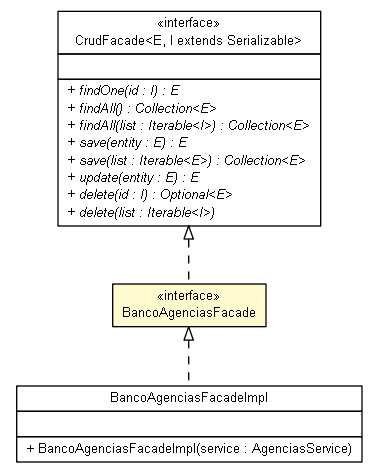 «interface»
CrudFacade<E, I extends Serializable>
+ findOne(id : I) : E
+ findAll() : Collection<E>
+ findAll(list : Iterable<I>) : Collection<E>
+ save(entity : E) : E
+ save(list : Iterable<E>) : Collection<E>
+ update(entity : E) : E
+ delete(id : I) : Optional<E>
+ delete(list : Iterable<I>)
«interface»
BancoAgenciasFacade
BancoAgenciasFacadeImpl
+ BancoAgenciasFacadeImpl(service : AgenciasService)